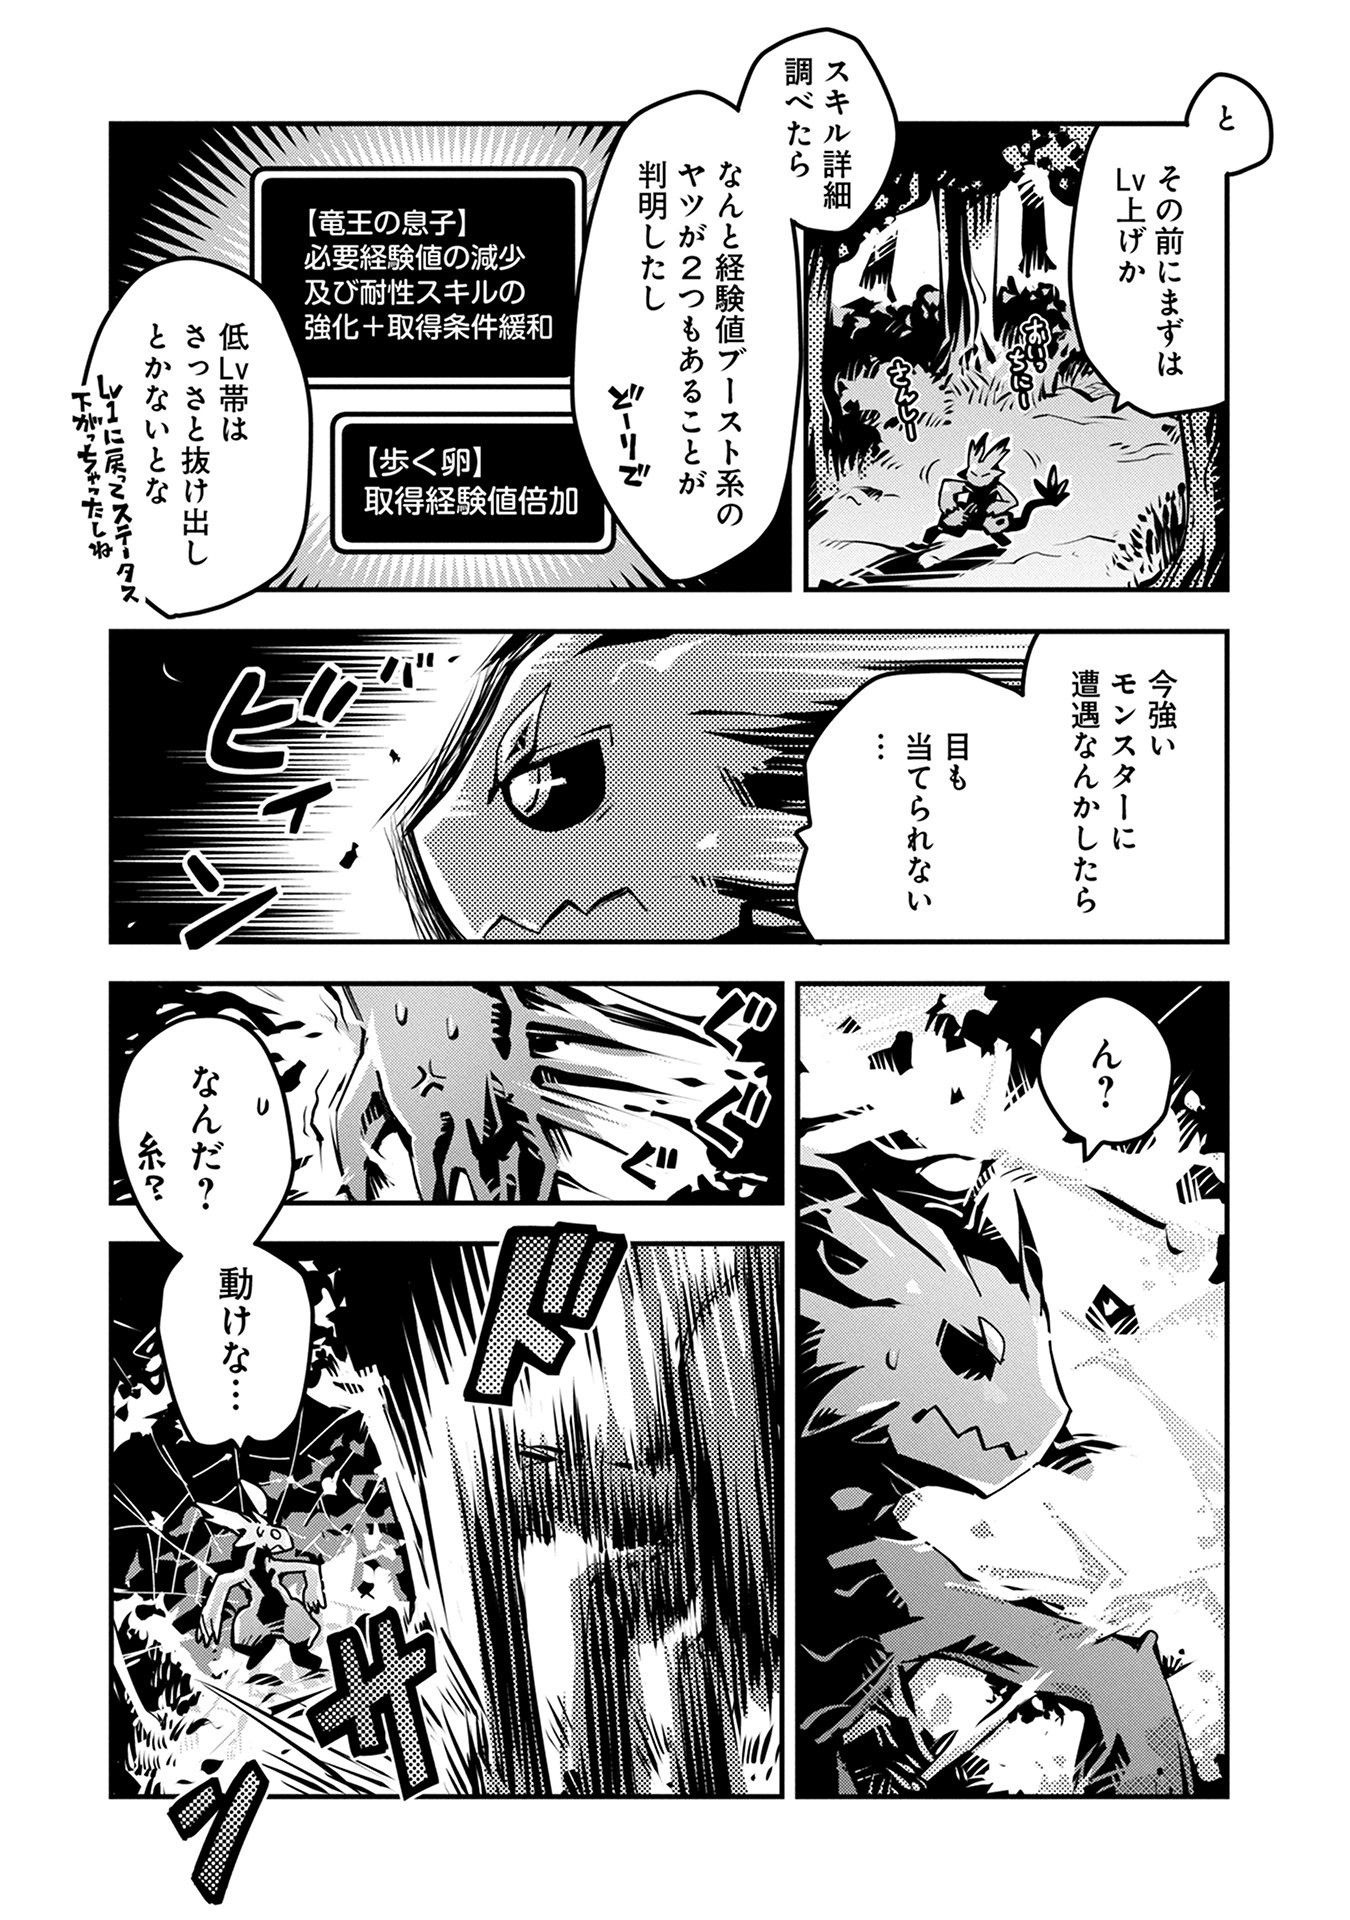 と
その前にまずは
Lv上げか
おいっちにー
さんしー
スキル詳細
調べたら
なんと経験値ブースト系の
ヤツが2つもあることが
判明したし
ズーリーブ
【竜王の息子】
必要経験値の減少
及び耐性スキルの
強化＋取得条件緩和
【歩く卵】
取得経験値倍加
低Lv帯は
さっさと抜け出し
とかないとな
Lv1に戻ってステータス
下がっちゃったしね
今強い
モンスターに
遭遇なんかしたら
目も
当てられない
…
ビィン
ん?
ぐぐぐぐ
なんだ?
糸?
動けな…
ズドメキ